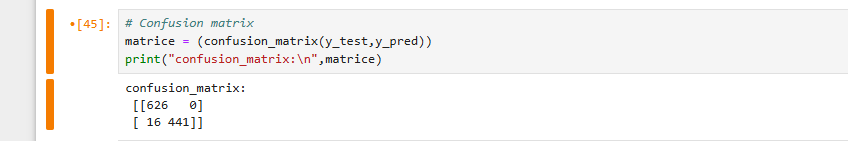 •[45]: # Confusion matrix
matrice = (confusion_matrix(y_test,y_pred))
print("confusion_matrix:\n",matrice)
confusion_matrix:
 [[626   0]
 [ 16 441]]